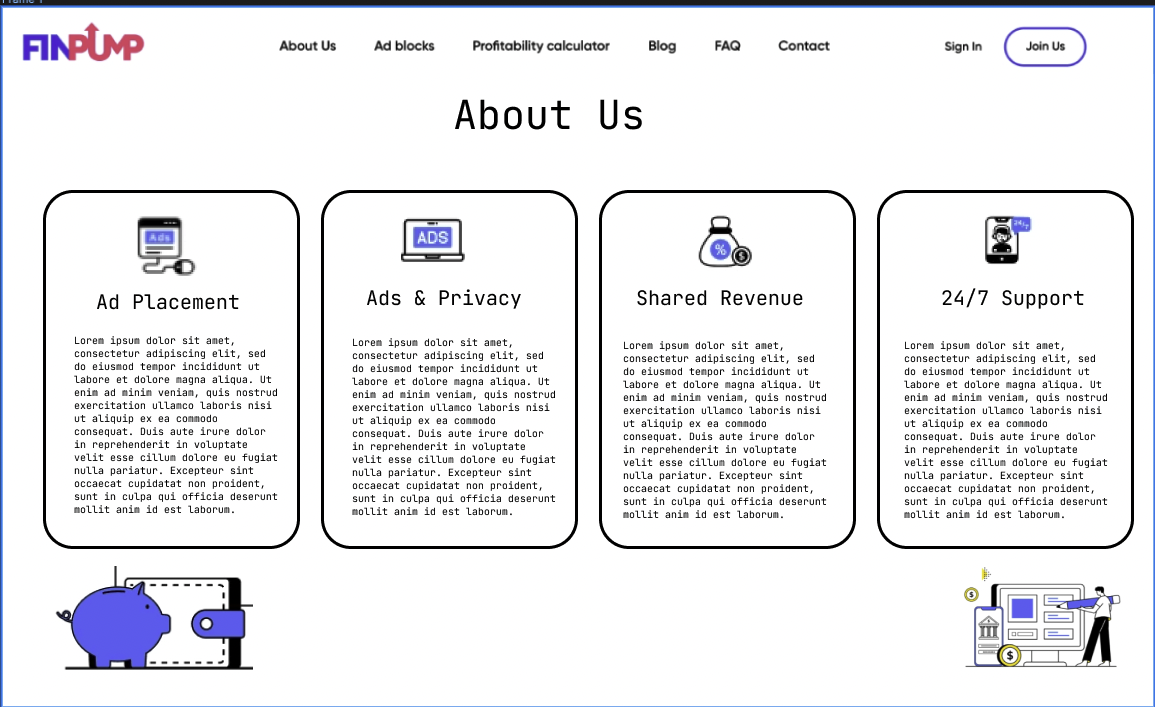 Frame 1
FINPUMP
About Us
Ad blocks
Profitability calculator
Blog
FAQ
Contact
Sign In
Join Us
About Us
Ads
Ad Placement
Lorem ipsum dolor sit amet,
consectetur adipiscing elit, sed
do eiusmod tempor incididunt ut
labore et dolore magna aliqua. Ut
enim ad minim veniam, quis nostrud
exercitation ullamco laboris nisi
ut aliquip ex ea commodo
consequat. Duis aute irure dolor
in reprehenderit in voluptate
velit esse cillum dolore eu fugiat
nulla pariatur. Excepteur sint
occaecat cupidatat non proident,
sunt in culpa qui officia deserunt
mollit anim id est laborum.
ADS
Ads & Privacy
Lorem ipsum dolor sit amet,
consectetur adipiscing elit, sed
do eiusmod tempor incididunt ut
labore et dolore magna aliqua. Ut
enim ad minim veniam, quis nostrud
exercitation ullamco laboris nisi
ut aliquip ex ea commodo
consequat. Duis aute irure dolor
in reprehenderit in voluptate
velit esse cillum dolore eu fugiat
nulla pariatur. Excepteur sint
occaecat cupidatat non proident,
sunt in culpa qui officia deserunt
mollit anim id est laborum.
%
$
Shared Revenue
Lorem ipsum dolor sit amet,
consectetur adipiscing elit, sed
do eiusmod tempor incididunt ut
labore et dolore magna aliqua. Ut
enim ad minim veniam, quis nostrud
exercitation ullamco laboris nisi
ut aliquip ex ea commodo
consequat. Duis aute irure dolor
in reprehenderit in voluptate
velit esse cillum dolore eu fugiat
nulla pariatur. Excepteur sint
occaecat cupidatat non proident,
sunt in culpa qui officia deserunt
mollit anim id est laborum.
24/7
24/7 Support
Lorem ipsum dolor sit amet,
consectetur adipiscing elit, sed
do eiusmod tempor incididunt ut
labore et dolore magna aliqua. Ut
enim ad minim veniam, quis nostrud
exercitation ullamco laboris nisi
ut aliquip ex ea commodo
consequat. Duis aute irure dolor
in reprehenderit in voluptate
velit esse cillum dolore eu fugiat
nulla pariatur. Excepteur sint
occaecat cupidatat non proident,
sunt in culpa qui officia deserunt
mollit anim id est laborum.
$
$